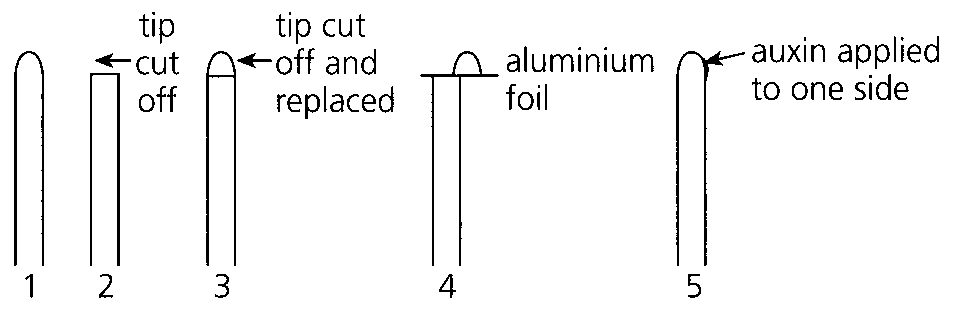 tip
cut
off
tip cut
off and
replaced
aluminium
foil
auxin applied
to one side
1 2 3 4 5